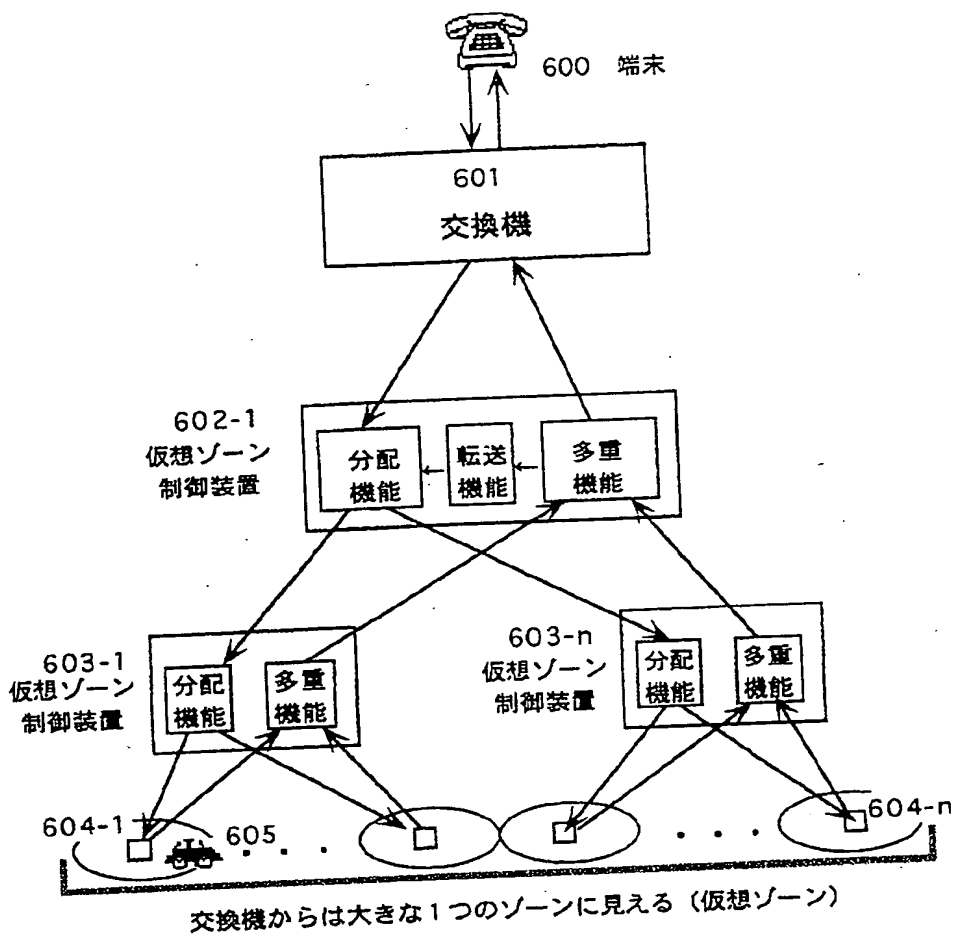 600 端末
601
交換機
602-1
仮想ゾーン
制御装置
分配
機能
転送
機能
多重
機能
603-1
仮想ゾーン
制御装置
分配
機能
多重
機能
603-n
仮想ゾーン
制御装置
分配
機能
多重
機能
604-1
605
604-n
交換機からは大きな1つのゾーンに見える(仮想ゾーン)